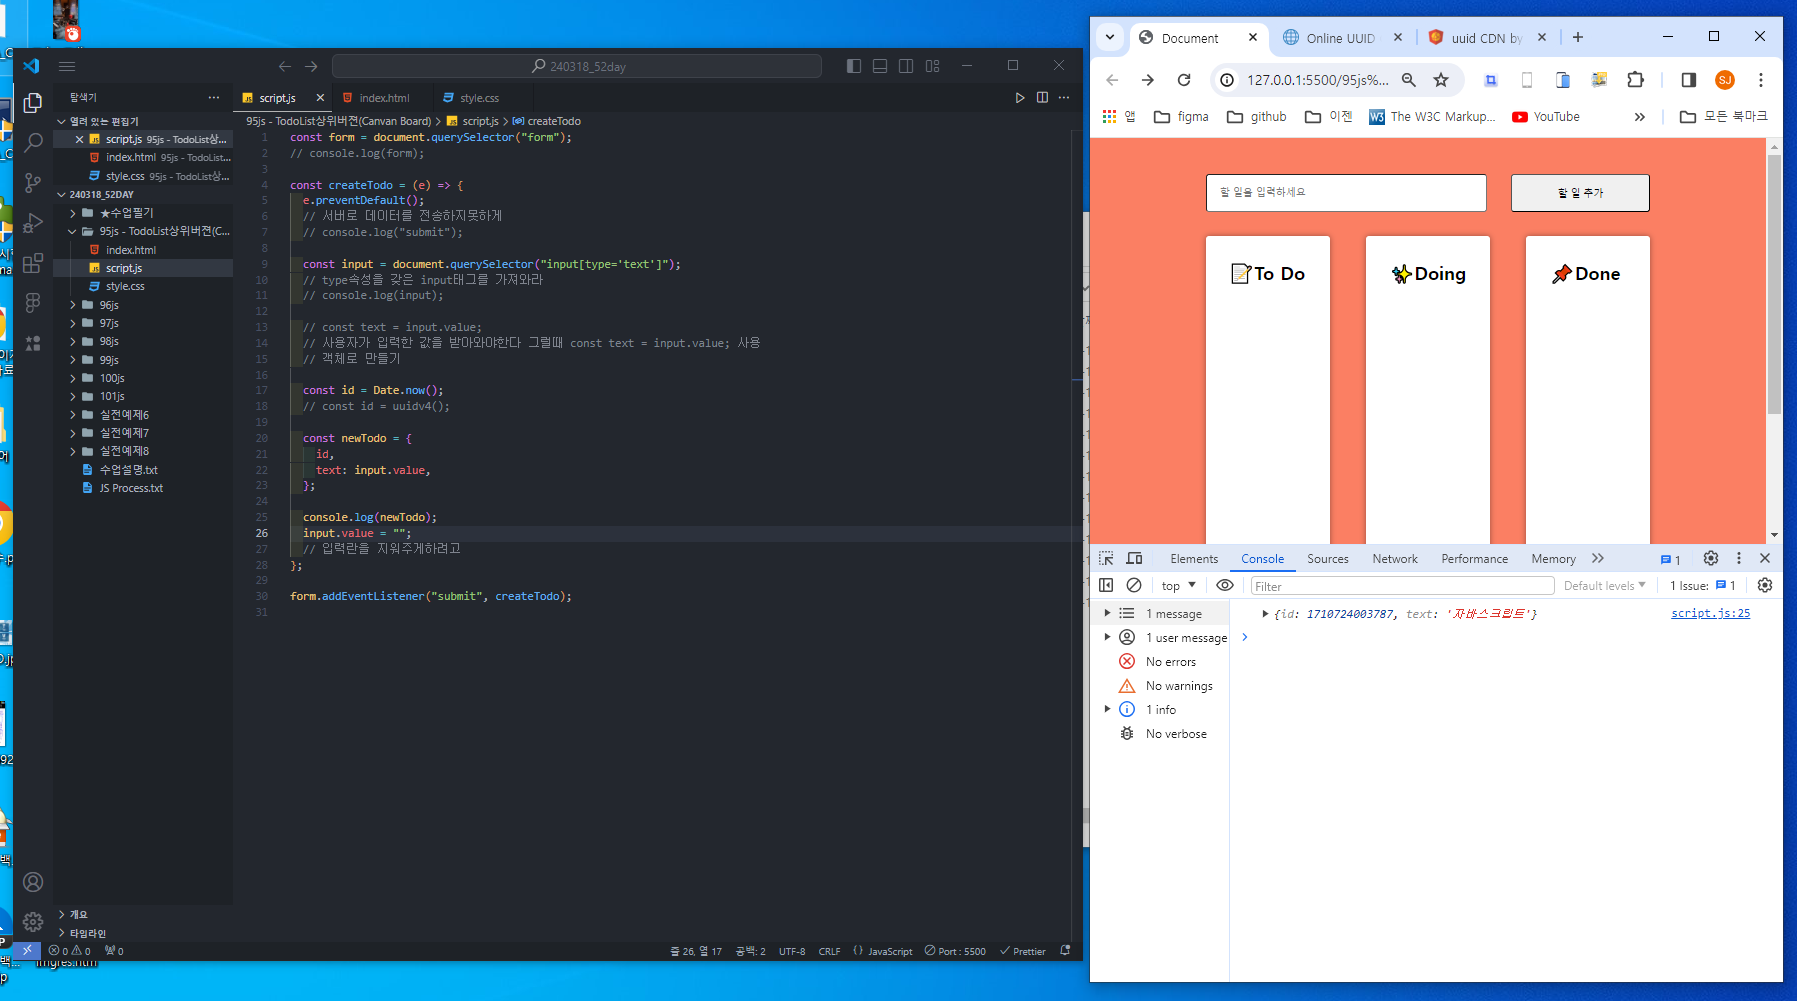 240318_52day
탐색기
script.js
index.html
style.css
열려 있는 편집기
script.js 95js - TodoList상...
index.html 95js - TodoList...
style.css 95js - TodoList상...
240318_52DAY
★수업필기
95js - TodoList상위버젼(C...
index.html
script.js
style.css
96js
97js
98js
99js
100js
101js
실전예제6
실전예제7
실전예제8
수업설명.txt
JS Process.txt
개요
타임라인
95js - TodoList상위버젼(Canvan Board) > script.js > createTodo
1 const form = document.querySelector("form");
2 // console.log(form);
3
4 const createTodo = (e) => {
5 e.preventDefault();
6 // 서버로 데이터를 전송하지못하게
7 // console.log("submit");
8
9 const input = document.querySelector("input[type='text']");
10 // type속성을 갖은 input태그를 가져와라
11 // console.log(input);
12
13 // const text = input.value;
14 // 사용자가 입력한 값을 받아와야한다 그럴때 const text = input.value; 사용
15 // 객체로 만들기
16
17 const id = Date.now();
18 // const id = uuidv4();
19
20 const newTodo = {
21 id,
22 text: input.value,
23 };
24
25 console.log(newTodo);
26 input.value = "";
27 // 입력란을 지워주게하려고
28 };
29
30 form.addEventListener("submit", createTodo);
31
0 0 0
줄 26, 열 17 공백: 2 UTF-8 CRLF {} JavaScript Port : 5500 Prettier
imgres.htm
Document
Online UUID
uuid CDN by
127.0.0.1:5500/95js%...
SJ
앱 figma github 이젠 The W3C Markup... YouTube » 모든 북마크
할 일을 입력하세요
할 일 추가
To Do
Doing
Done
Elements Console Sources Network Performance Memory 1
top Filter Default levels 1 Issue: 1
1 message
1 user message
No errors
No warnings
1 info
No verbose
{id: 1710724003787, text: '자바스크립트'}
script.js:25